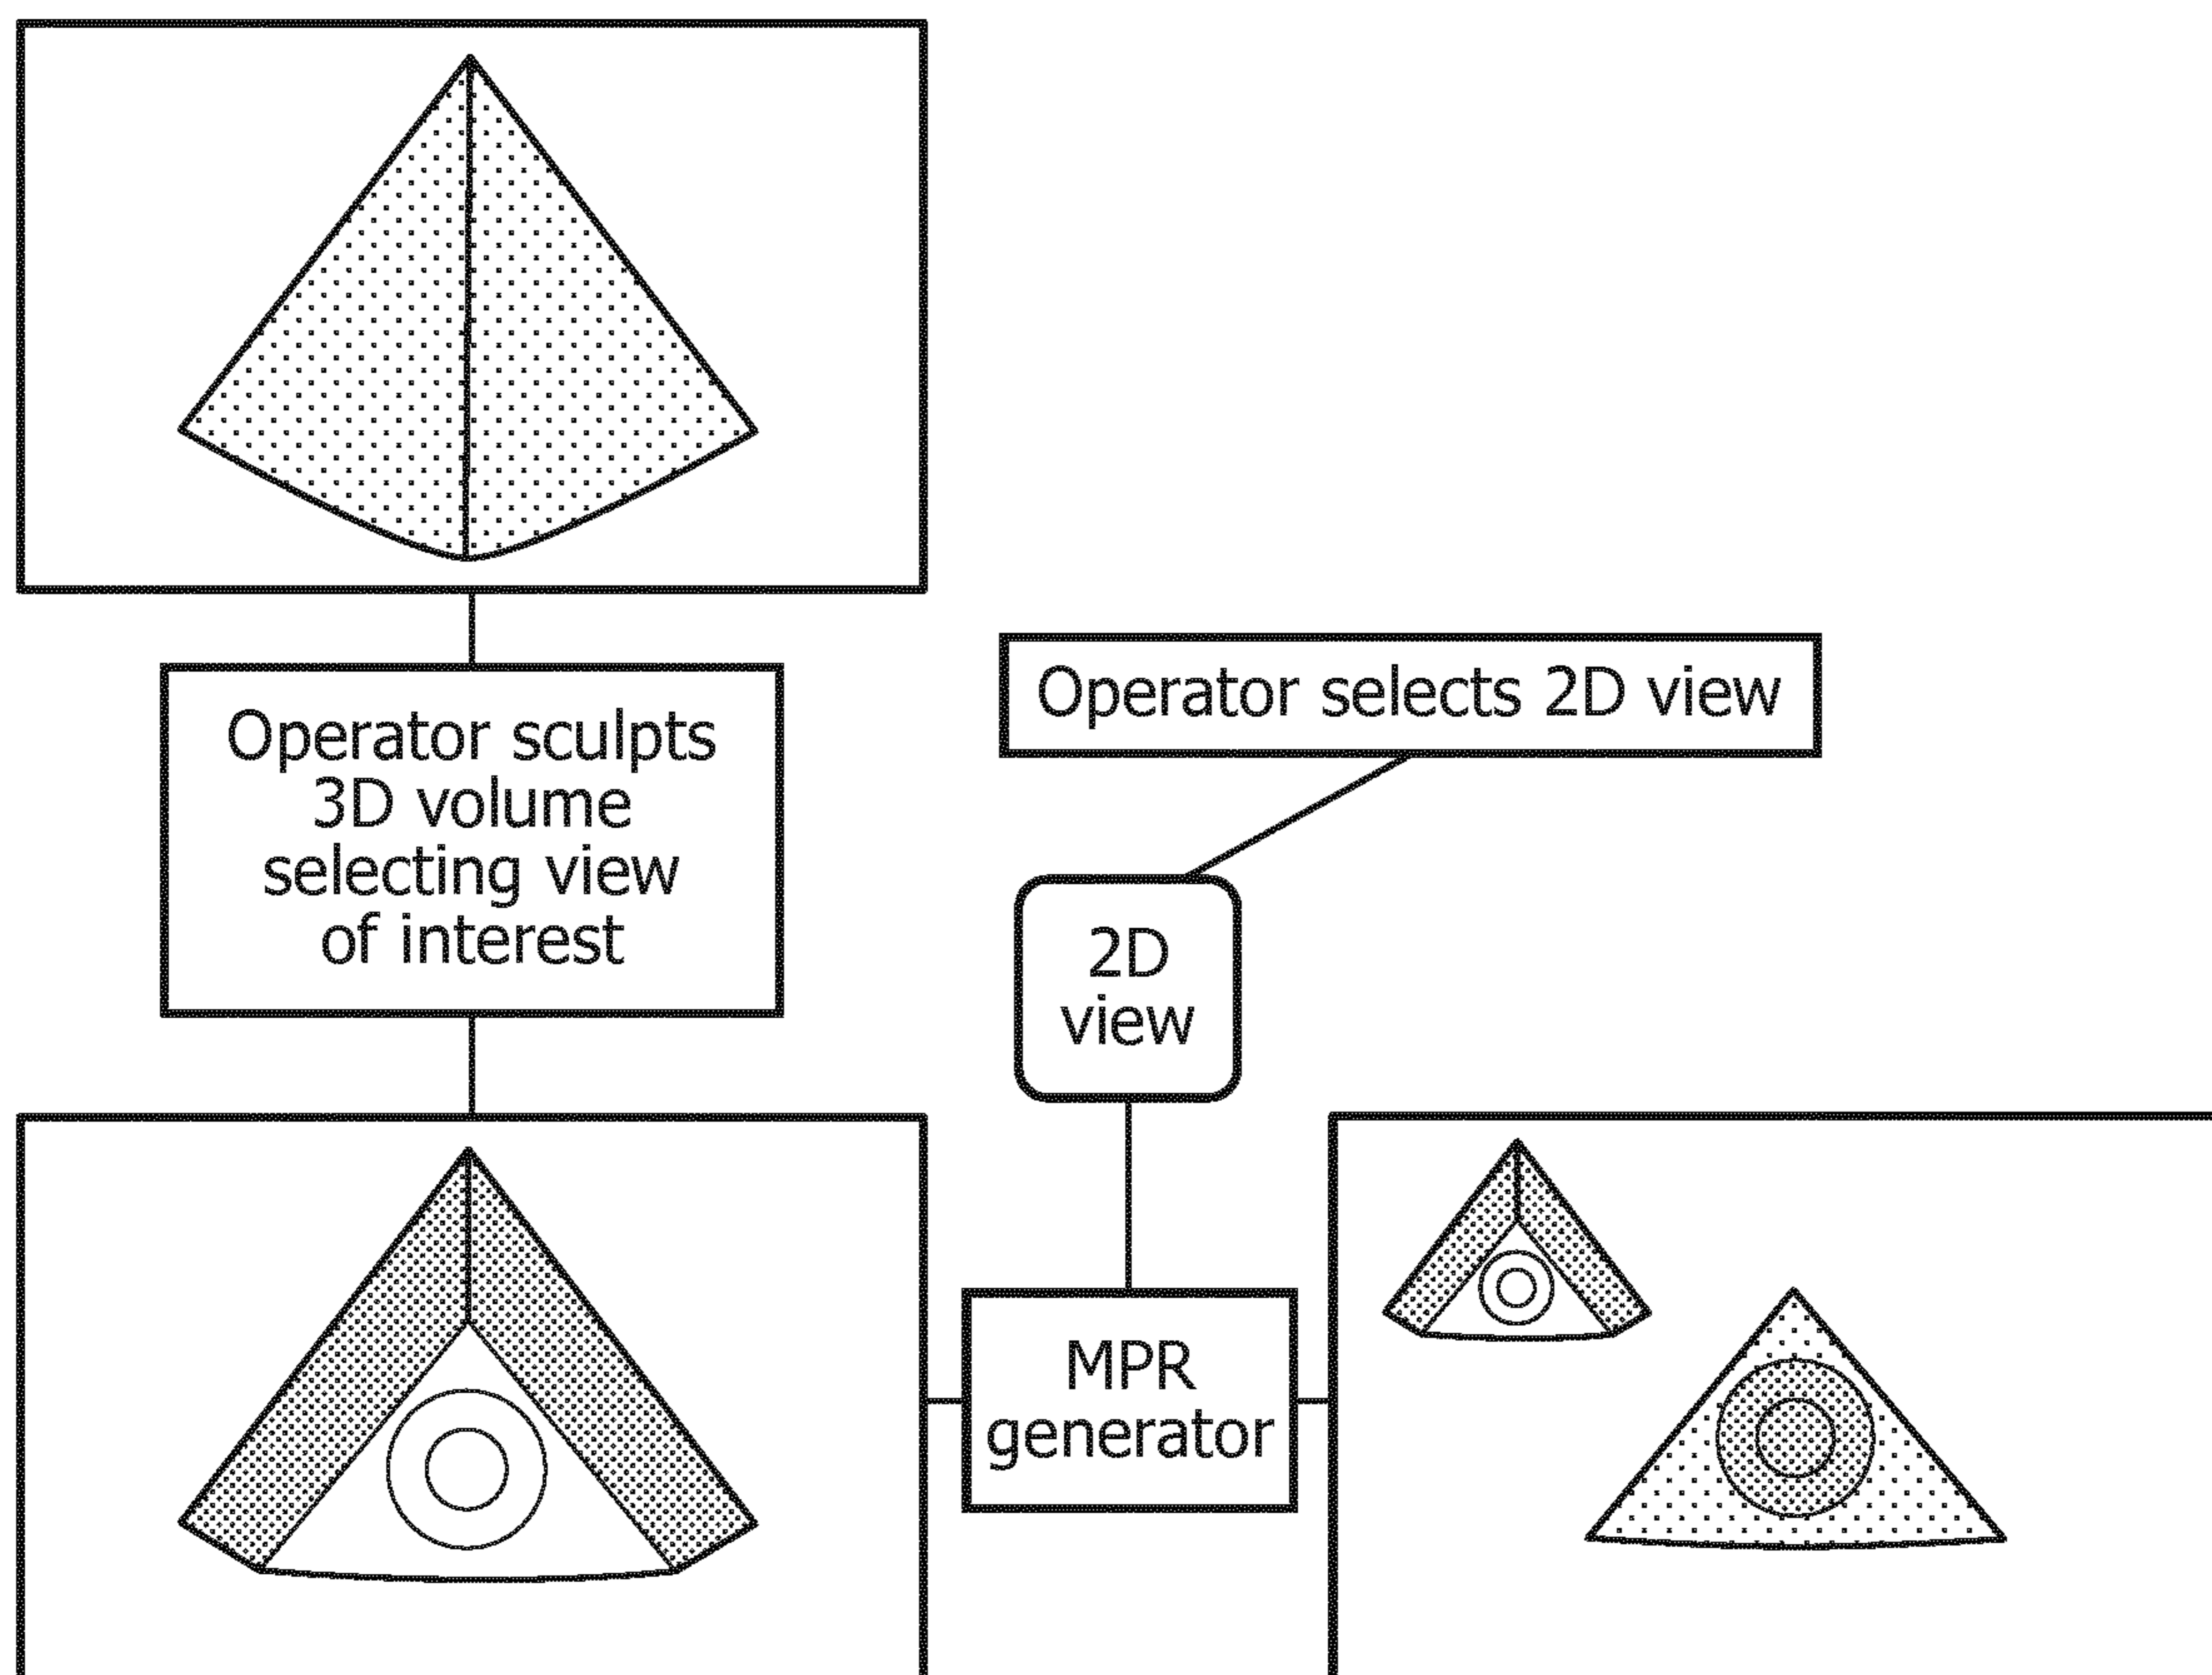 Operator sculpts
3D volume
selecting view
of interest
Operator selects 2D view
2D
view
MPR
generator